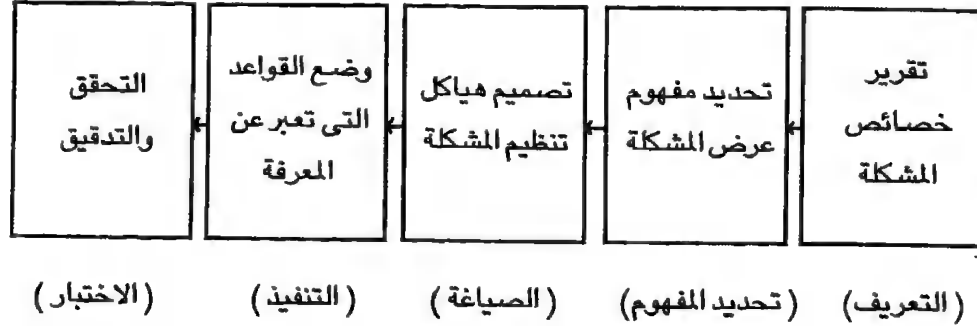 تقرير
خصائص
المشكلة
تحديد مفهوم
عرض المشكلة
تصميم هياكل
تنظيم المشكلة
وضع القواعد
التى تعبر عن
المعرفة
التحقق
والتدقيق
(التعريف)
(تحديد المفهوم)
(الصياغة)
(التنفيذ)
(الاختبار)